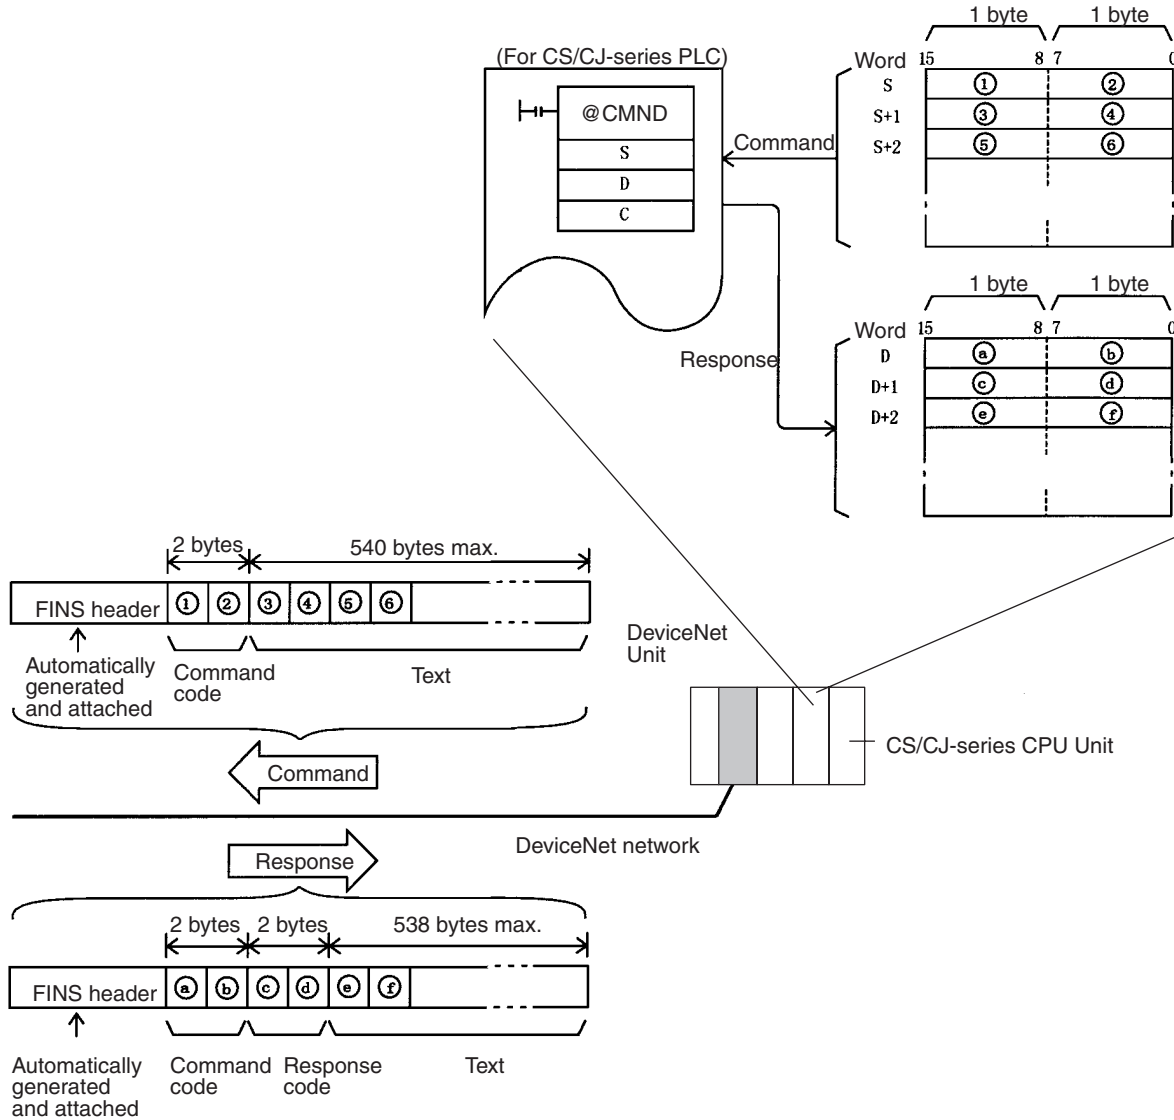 1 byte 1 byte
(For CS/CJ-series PLC)
Word 15 8 7 0
S ① ②
@CMND
S+1 ③ ④
Command
S+2 ⑤ ⑥
S
D
C
1 byte 1 byte
Word 15 8 7 0
Response
D ⓐ ⓑ
D+1 ⓒ ⓓ
D+2 ⓔ ⓕ
2 bytes 540 bytes max.
FINS header ① ② ③ ④ ⑤ ⑥
Automatically
generated
and attached
Command
code
Text
DeviceNet
Unit
CS/CJ-series CPU Unit
Command
DeviceNet network
Response
2 bytes 2 bytes 538 bytes max.
FINS header ⓐ ⓑ ⓒ ⓓ ⓔ ⓕ
Automatically
generated
and attached
Command
code
Response
code
Text